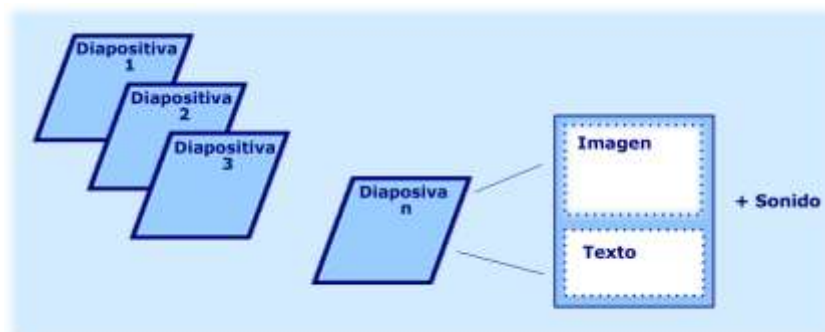 Diapositiva
1
Diapositiva
2
Diapositiva
3
Diaposiva
n
Imagen
Texto
+ Sonido